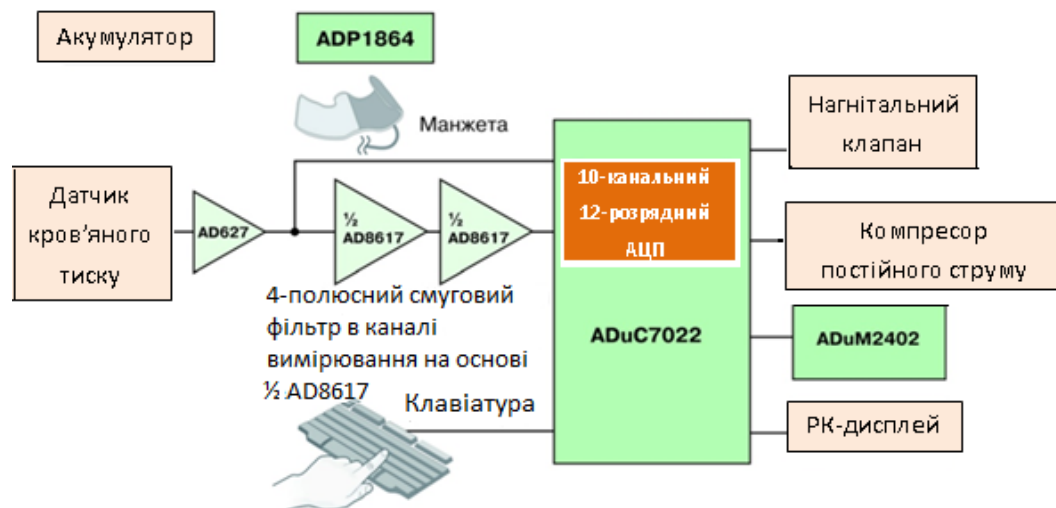 Акумулятор
ADP1864
Манжета
Нагнітальний
клапан
Датчик
кров’яного
тиску
AD627
½
AD8617
½
AD8617
10-канальний
12-розрядний
АЦП
Компресор
постійного струму
4-полюсний смуговий
фільтр в каналі
вимірювання на основі
½ AD8617
ADuC7022
ADuM2402
Клавіатура
РК-дисплей